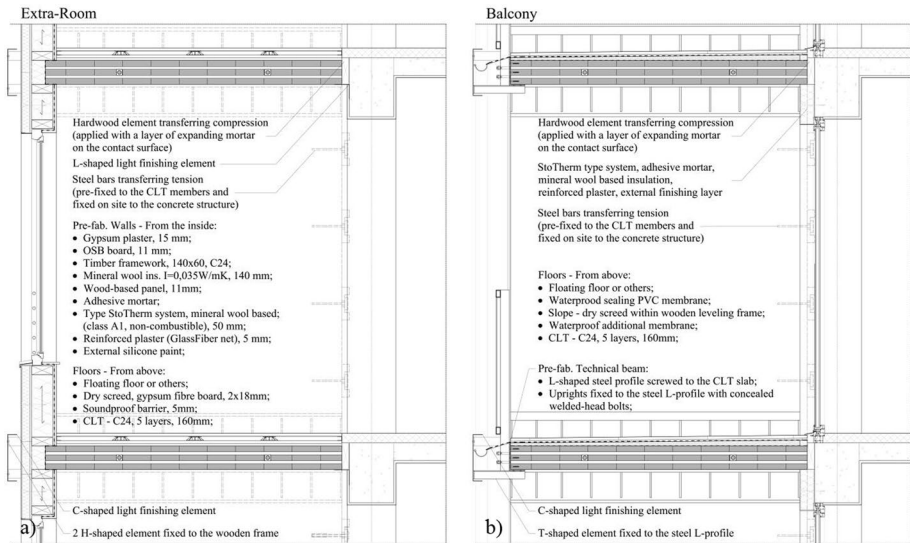 Extra-Room
Hardwood element transferring compression
(applied with a layer of expanding mortar
on the contact surface)
L-shaped light finishing element
Steel bars transferring tension
(pre-fixed to the CLT members and
fixed on site to the concrete structure)
Pre-fab. Walls - From the inside:
• Gypsum plaster, 15 mm;
• OSB board, 11 mm;
• Timber framework, 140x60, C24;
• Mineral wool ins. I=0,035W/mK, 140 mm;
• Wood-based panel, 11mm;
• Adhesive mortar;
• Type StoTherm system, mineral wool based;
(class A1, non-combustible), 50 mm;
• Reinforced plaster (GlassFiber net), 5 mm;
• External silicone paint;
Floors - From above:
• Floating floor or others;
• Dry screed, gypsum fibre board, 2x18mm;
• Soundproof barrier, 5mm;
• CLT - C24, 5 layers, 160mm;
C-shaped light finishing element
2 H-shaped element fixed to the wooden frame
a)
Balcony
Hardwood element transferring compression
(applied with a layer of expanding mortar
on the contact surface)
StoTherm type system, adhesive mortar,
mineral wool based insulation,
reinforced plaster, external finishing layer
Steel bars transferring tension
(pre-fixed to the CLT members and
fixed on site to the concrete structure)
Floors - From above:
• Floating floor or others;
• Waterproof sealing PVC membrane;
• Slope - dry screed within wooden leveling frame;
• Waterproof additional membrane;
• CLT - C24, 5 layers, 160mm;
Pre-fab. Technical beam:
• L-shaped steel profile screwed to the CLT slab;
• Uprights fixed to the steel L-profile with concealed
welded-head bolts;
C-shaped light finishing element
T-shaped element fixed to the steel L-profile
b)